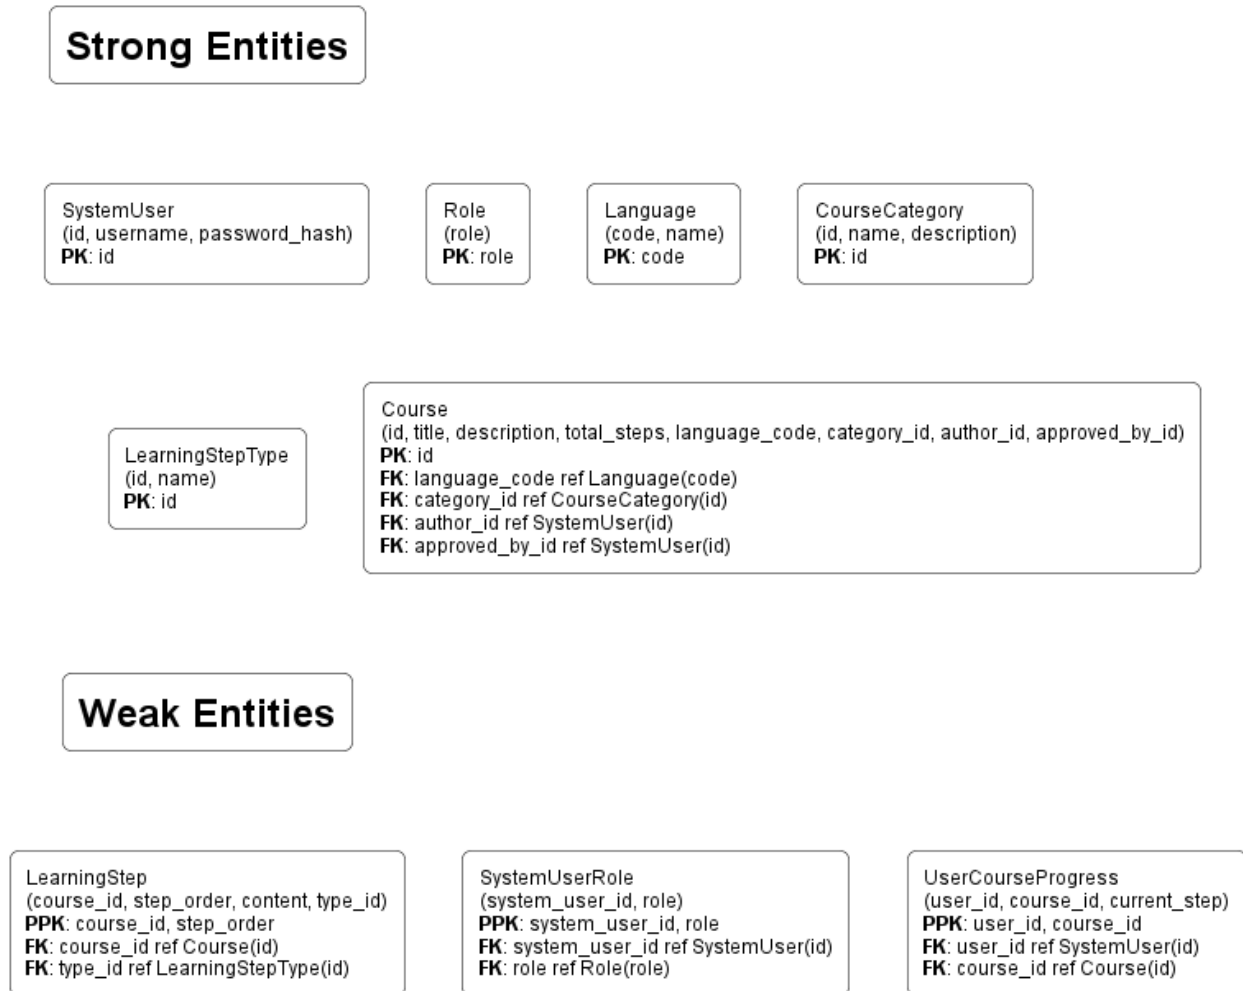 Strong Entities
SystemUser
(id, username, password_hash)
PK: id
Role
(role)
PK: role
Language
(code, name)
PK: code
CourseCategory
(id, name, description)
PK: id
LearningStepType
(id, name)
PK: id
Course
(id, title, description, total_steps, language_code, category_id, author_id, approved_by_id)
PK: id
FK: language_code ref Language(code)
FK: category_id ref CourseCategory(id)
FK: author_id ref SystemUser(id)
FK: approved_by_id ref SystemUser(id)
Weak Entities
LearningStep
(course_id, step_order, content, type_id)
PPK: course_id, step_order
FK: course_id ref Course(id)
FK: type_id ref LearningStepType(id)
SystemUserRole
(system_user_id, role)
PPK: system_user_id, role
FK: system_user_id ref SystemUser(id)
FK: role ref Role(role)
UserCourseProgress
(user_id, course_id, current_step)
PPK: user_id, course_id
FK: user_id ref SystemUser(id)
FK: course_id ref Course(id)